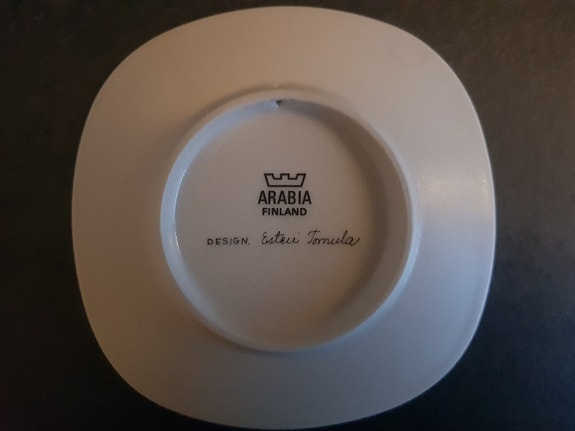 ARABIA
FINLAND
DESIGN. Esteri Tomula